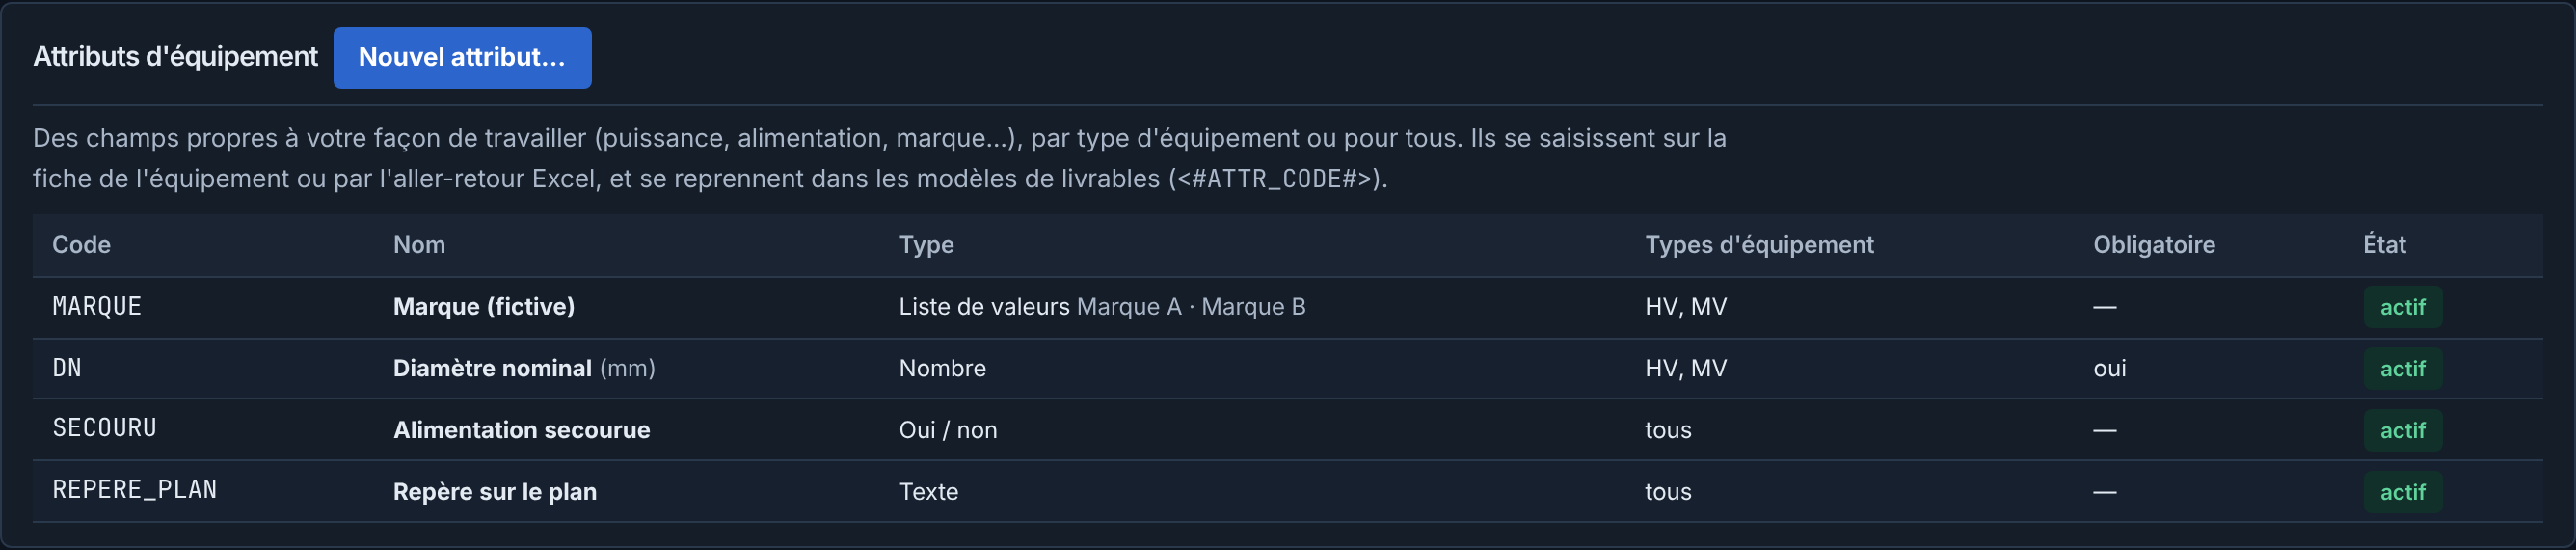 Attributs d'équipement Nouvel attribut...
Des champs propres à votre façon de travailler (puissance, alimentation, marque...), par type d'équipement ou pour tous. Ils se saisissent sur la
fiche de l'équipement ou par l'aller-retour Excel, et se reprennent dans les modèles de livrables (<#ATTR_CODE#>).
Code Nom Type Types d'équipement Obligatoire État
MARQUE Marque (fictive) Liste de valeurs Marque A · Marque B HV, MV — actif
DN Diamètre nominal (mm) Nombre HV, MV oui actif
SECOURU Alimentation secourue Oui / non tous — actif
REPERE_PLAN Repère sur le plan Texte tous — actif